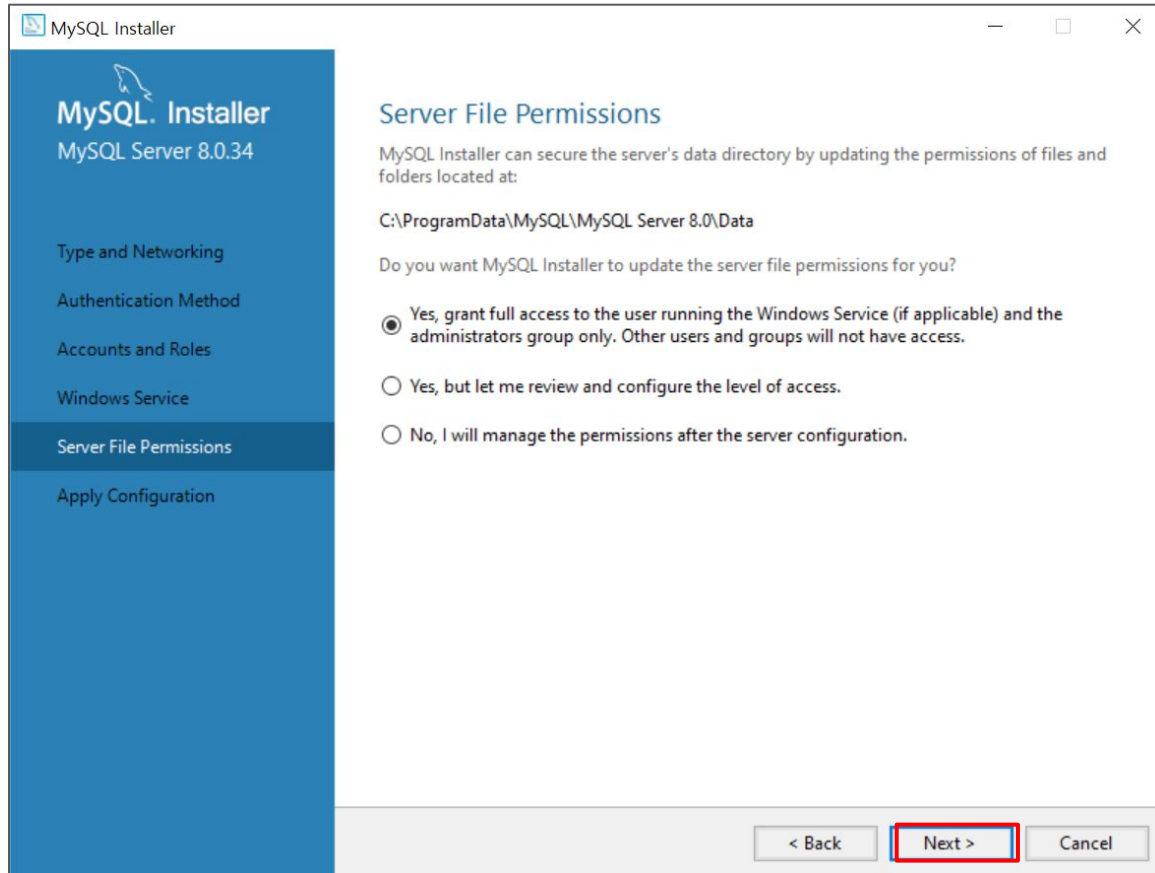 MySQL Installer
MySQL. Installer
MySQL Server 8.0.34
Type and Networking
Authentication Method
Accounts and Roles
Windows Service
Server File Permissions
Apply Configuration
Server File Permissions
MySQL Installer can secure the server's data directory by updating the permissions of files and
folders located at:
C:\ProgramData\MySQL\MySQL Server 8.0\Data
Do you want MySQL Installer to update the server file permissions for you?
Yes, grant full access to the user running the Windows Service (if applicable) and the
administrators group only. Other users and groups will not have access.
Yes, but let me review and configure the level of access.
No, I will manage the permissions after the server configuration.
< Back
Next >
Cancel